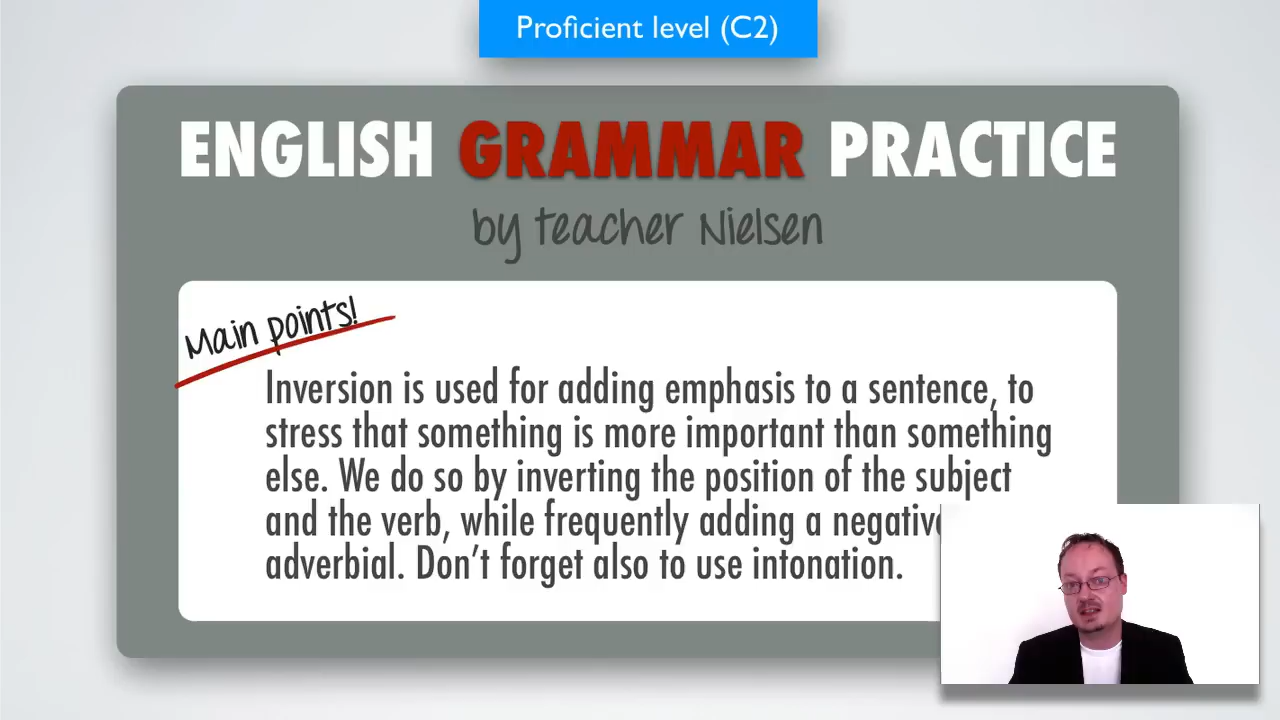 Proficient level (C2)
ENGLISH GRAMMAR PRACTICE
by teacher Nielsen
Main points!
Inversion is used for adding emphasis to a sentence, to
stress that something is more important than something
else. We do so by inverting the position of the subject
and the verb, while frequently adding a negative
adverbial. Don't forget also to use intonation.